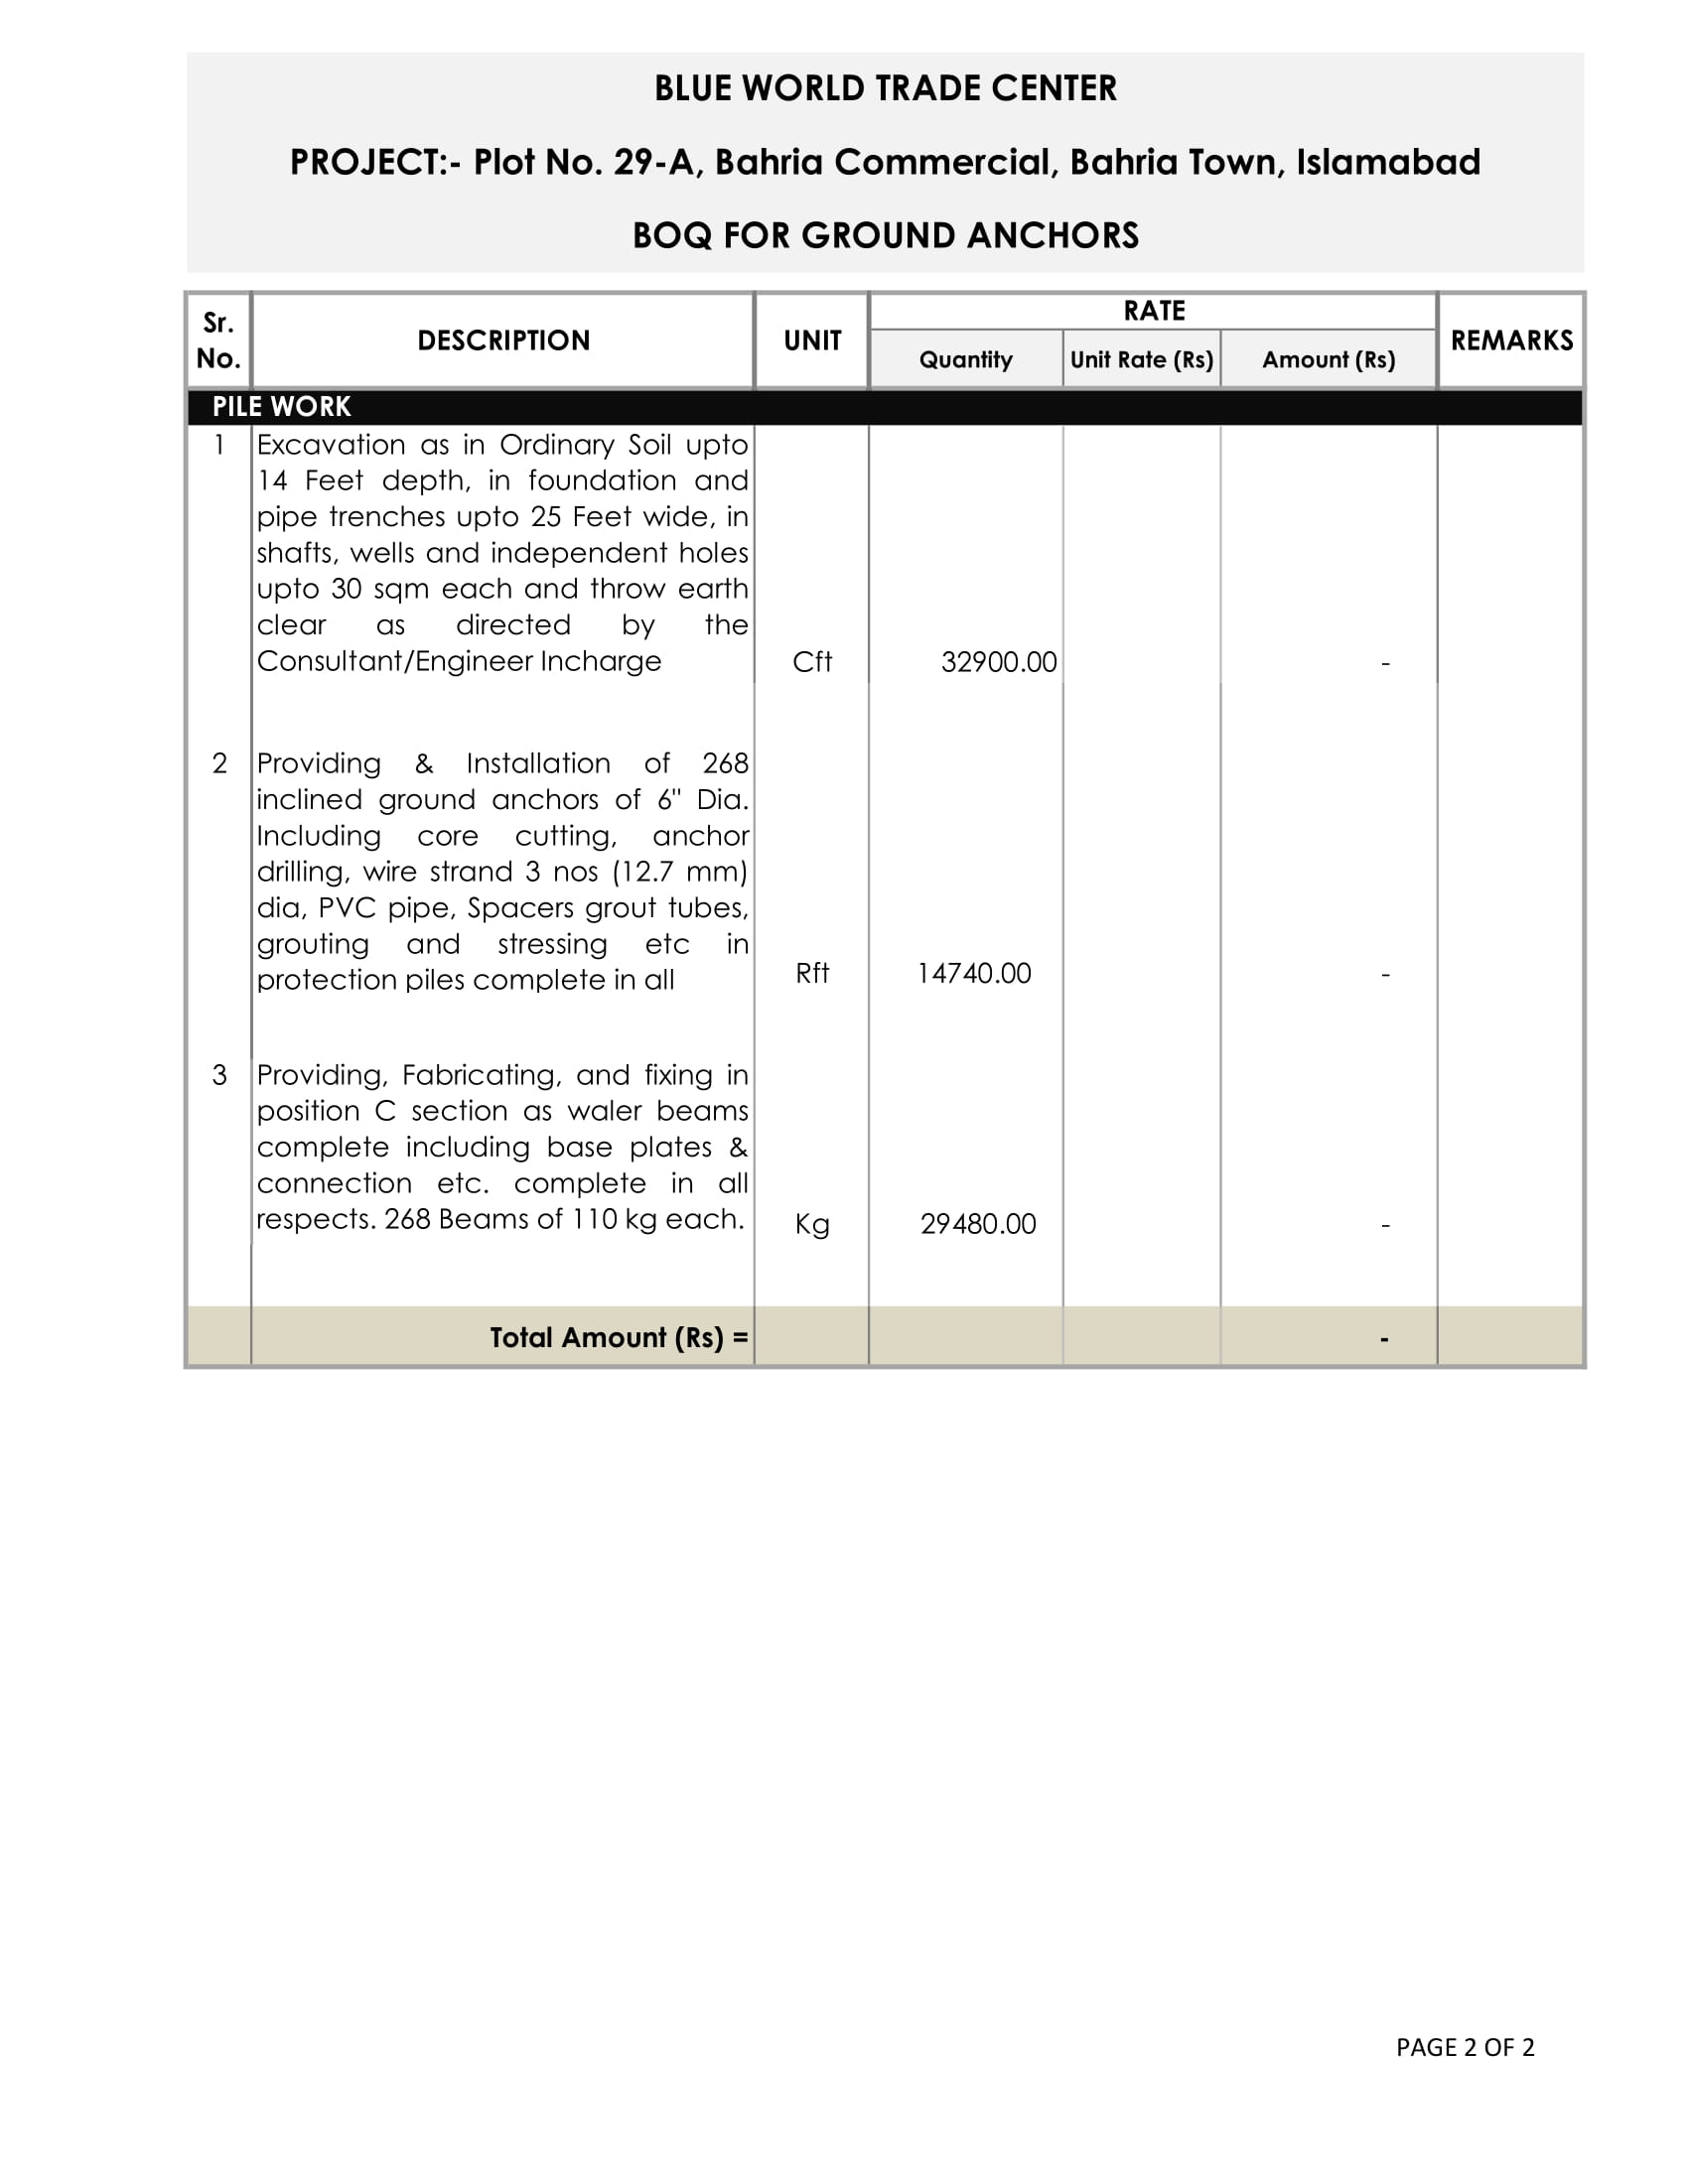 BLUE WORLD TRADE CENTER
PROJECT:- Plot No. 29-A, Bahria Commercial, Bahria Town, Islamabad
BOQ FOR GROUND ANCHORS
Sr. No. DESCRIPTION UNIT RATE REMARKS
Quantity Unit Rate (Rs) Amount (Rs)
PILE WORK
1 Excavation as in Ordinary Soil upto
14 Feet depth, in foundation and
pipe trenches upto 25 Feet wide, in
shafts, wells and independent holes
upto 30 sqm each and throw earth
clear as directed by the
Consultant/Engineer Incharge Cft 32900.00 -
2 Providing & Installation of 268
inclined ground anchors of 6" Dia.
Including core cutting, anchor
drilling, wire strand 3 nos (12.7 mm)
dia, PVC pipe, Spacers grout tubes,
grouting and stressing etc in
protection piles complete in all Rft 14740.00 -
3 Providing, Fabricating, and fixing in
position C section as waler beams
complete including base plates &
connection etc. complete in all
respects. 268 Beams of 110 kg each. Kg 29480.00 -
Total Amount (Rs) = -
PAGE 2 OF 2